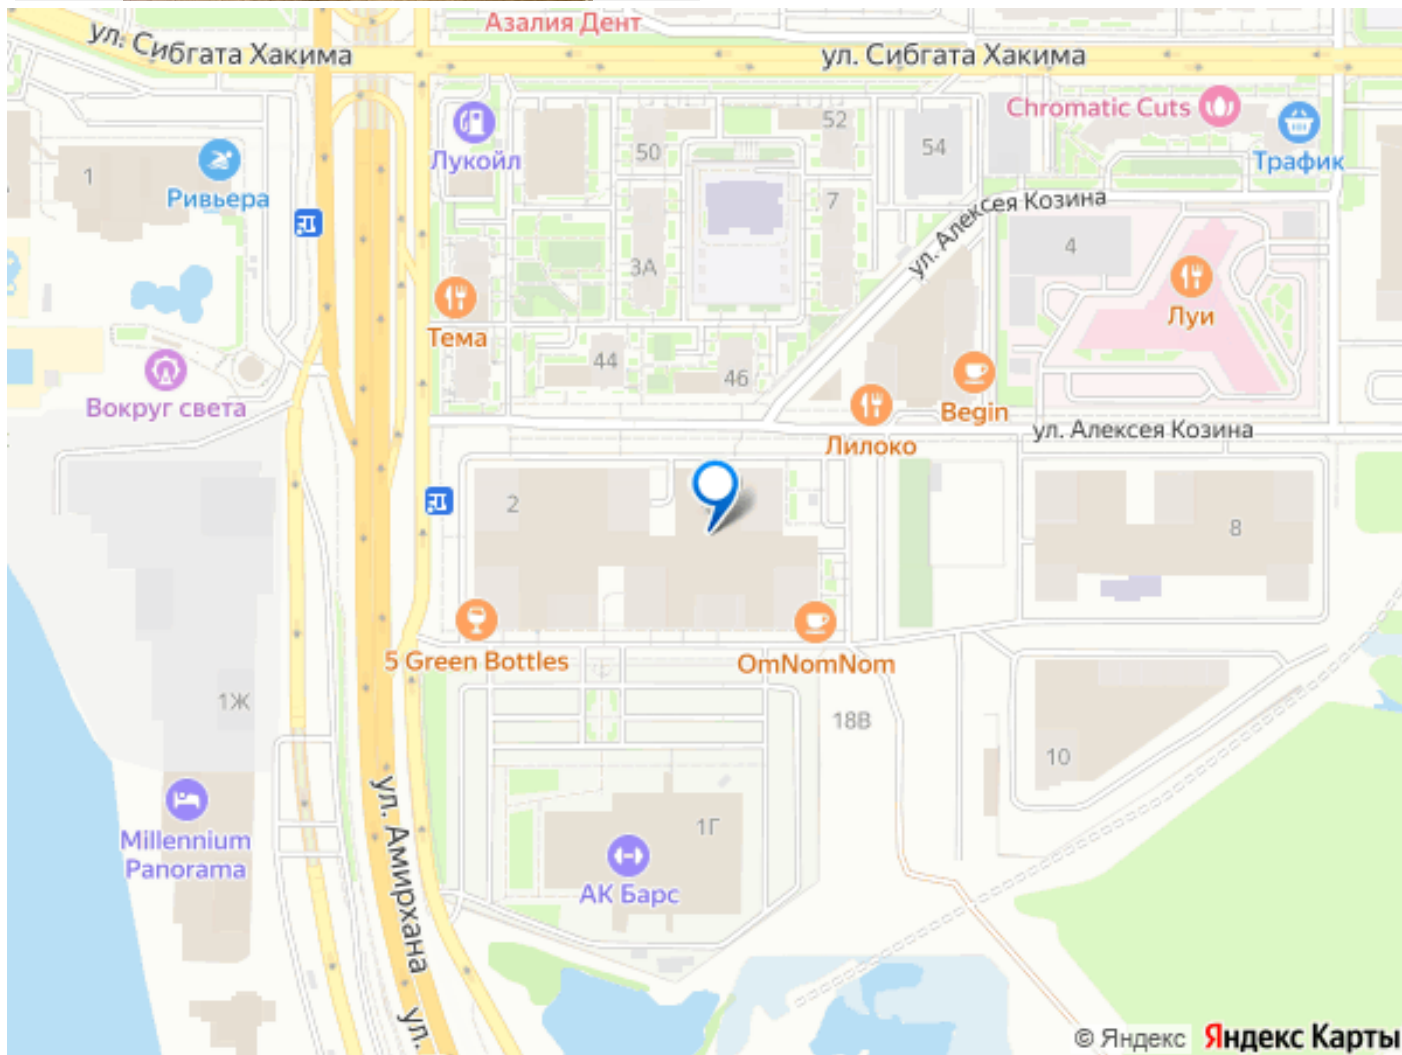 Азалия Дент
ул. Сибгата Хакима
ул. Сибгата Хакима
Chromatic Cuts
52
Лукойл
50
54
Трафик
1
Ривьера
7
ул. Алексея Козина
4
3А
Луи
Тема
44
46
Вокруг света
Begin
Лилоко
ул. Алексея Козина
2
8
5 Green Bottles
OmNomNom
1Ж
18В
10
ул. Амирхана
Millennium
Panorama
1Г
АК Барс
ул.
© Яндекс Яндекс Карты